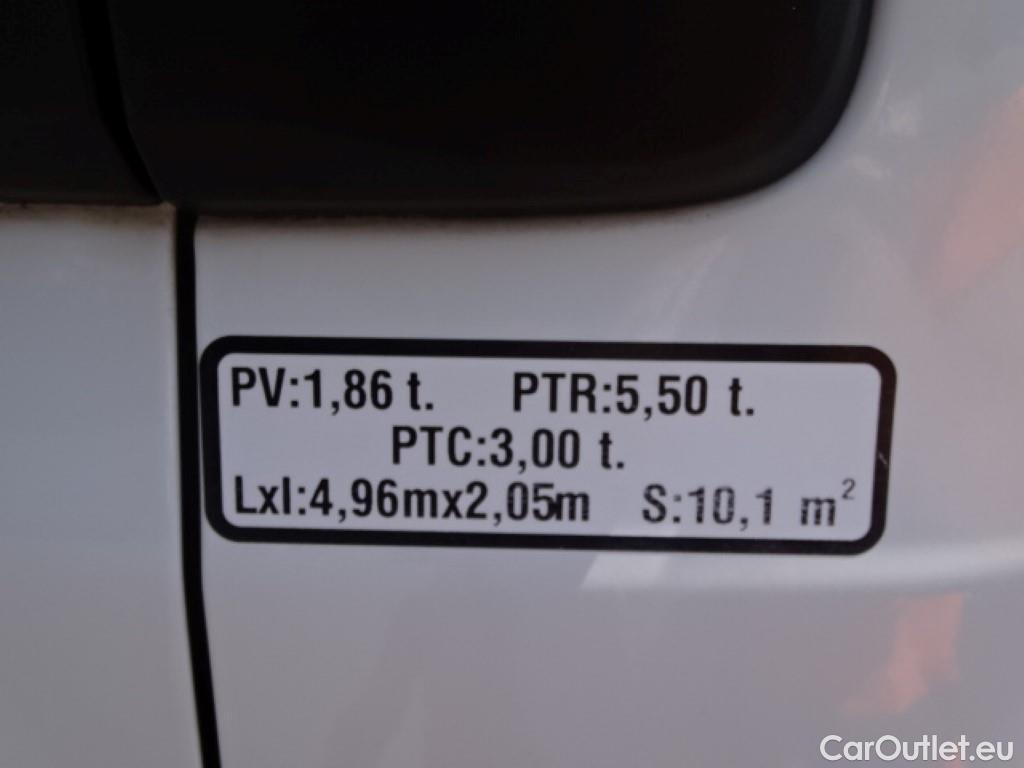 PV:1,86 t. PTR:5,50 t.
PTC:3,00 t.
Lxl:4,96mx2,05m S:10,1 m²
CarOutlet.eu